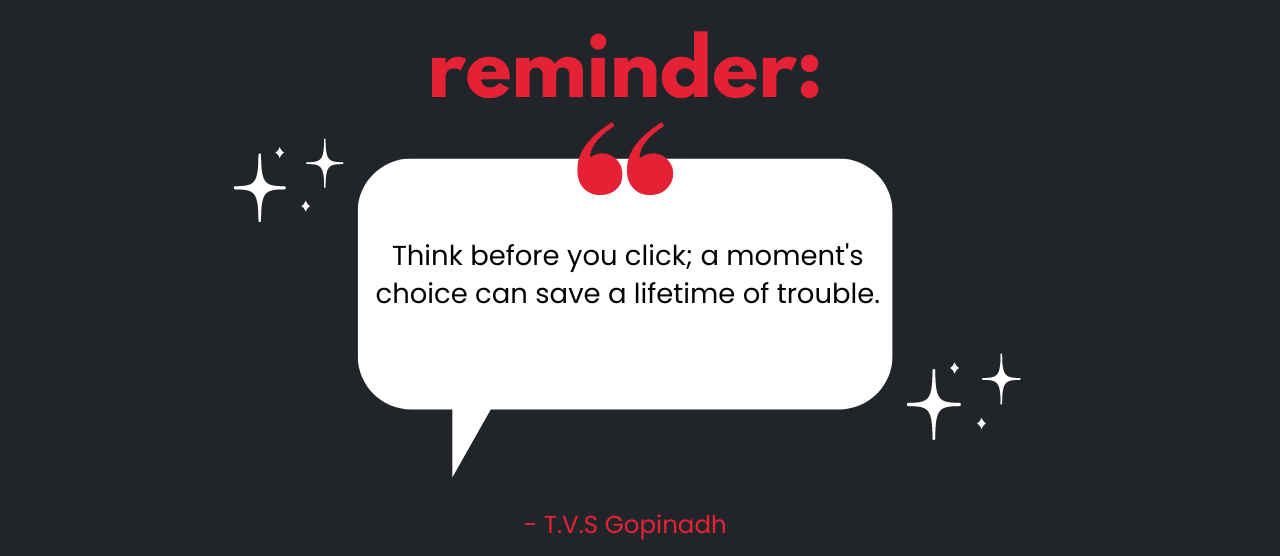 reminder:
“
Think before you click; a moment's
choice can save a lifetime of trouble.
- T.V.S Gopinadh